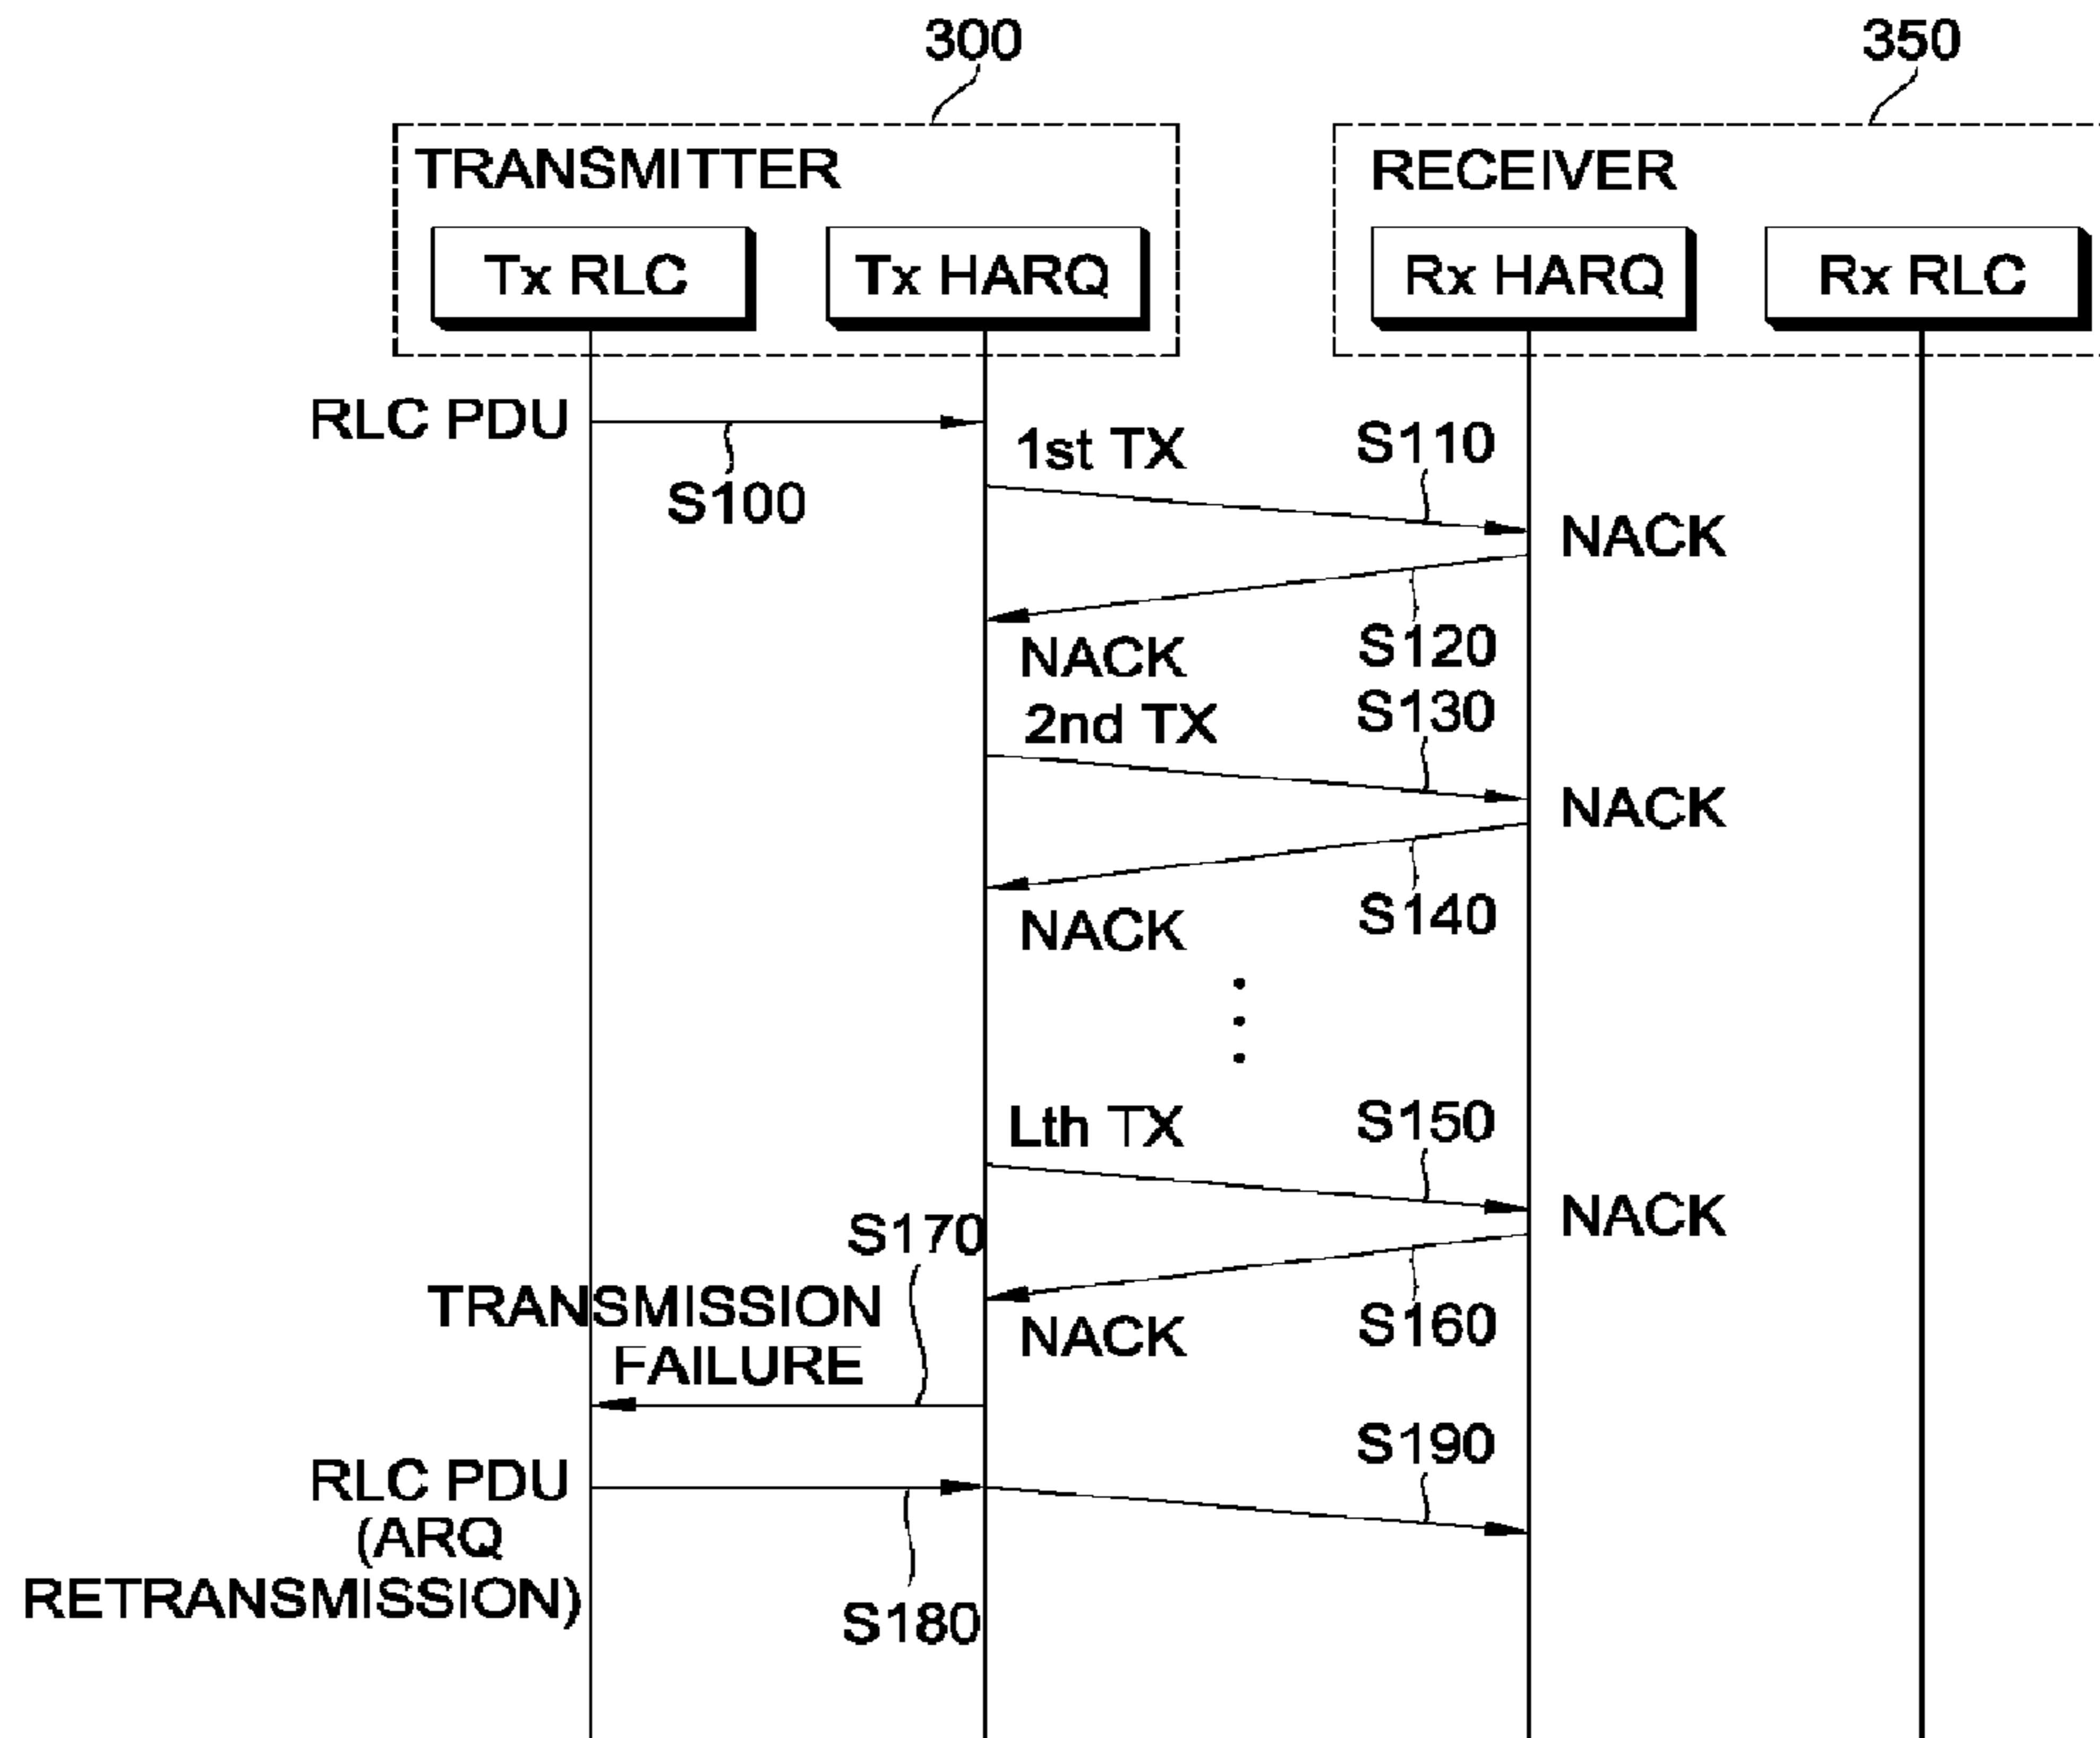 300
350
TRANSMITTER
RECEIVER
Tx RLC
Tx HARQ
Rx HARQ
Rx RLC
RLC PDU
S100
1st TX
S110
NACK
S120
NACK
2nd TX
S130
NACK
S140
NACK
Lth TX
S150
NACK
S160
NACK
S170
TRANSMISSION
FAILURE
RLC PDU
(ARQ
RETRANSMISSION)
S180
S190